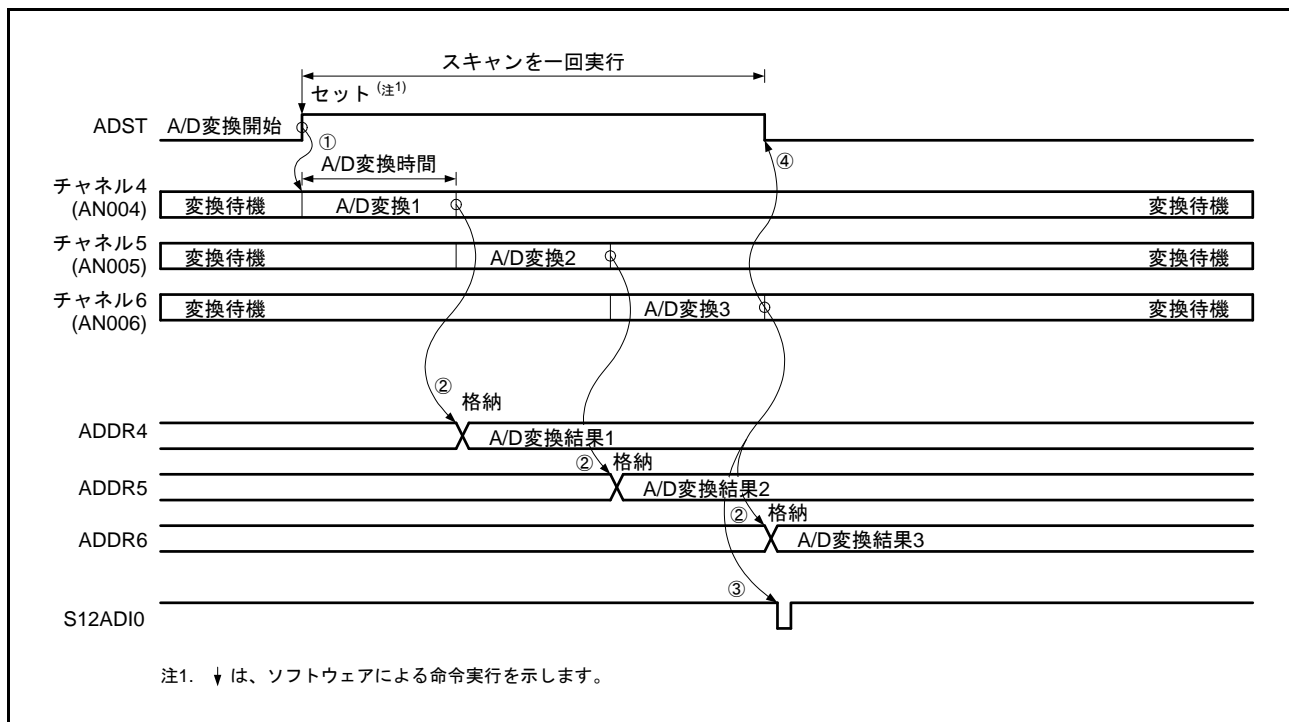 スキャンを一回実行
セット (注1)
ADST A/D変換開始
①
④
A/D変換時間
チャネル4
(AN004)
変換待機 A/D変換1 変換待機
チャネル5
(AN005)
変換待機 A/D変換2 変換待機
チャネル6
(AN006)
変換待機 A/D変換3 変換待機
② 格納
ADDR4 A/D変換結果1
② 格納
ADDR5 A/D変換結果2
② 格納
ADDR6 A/D変換結果3
③
S12ADI0
注1. ↓は、ソフトウェアによる命令実行を示します。